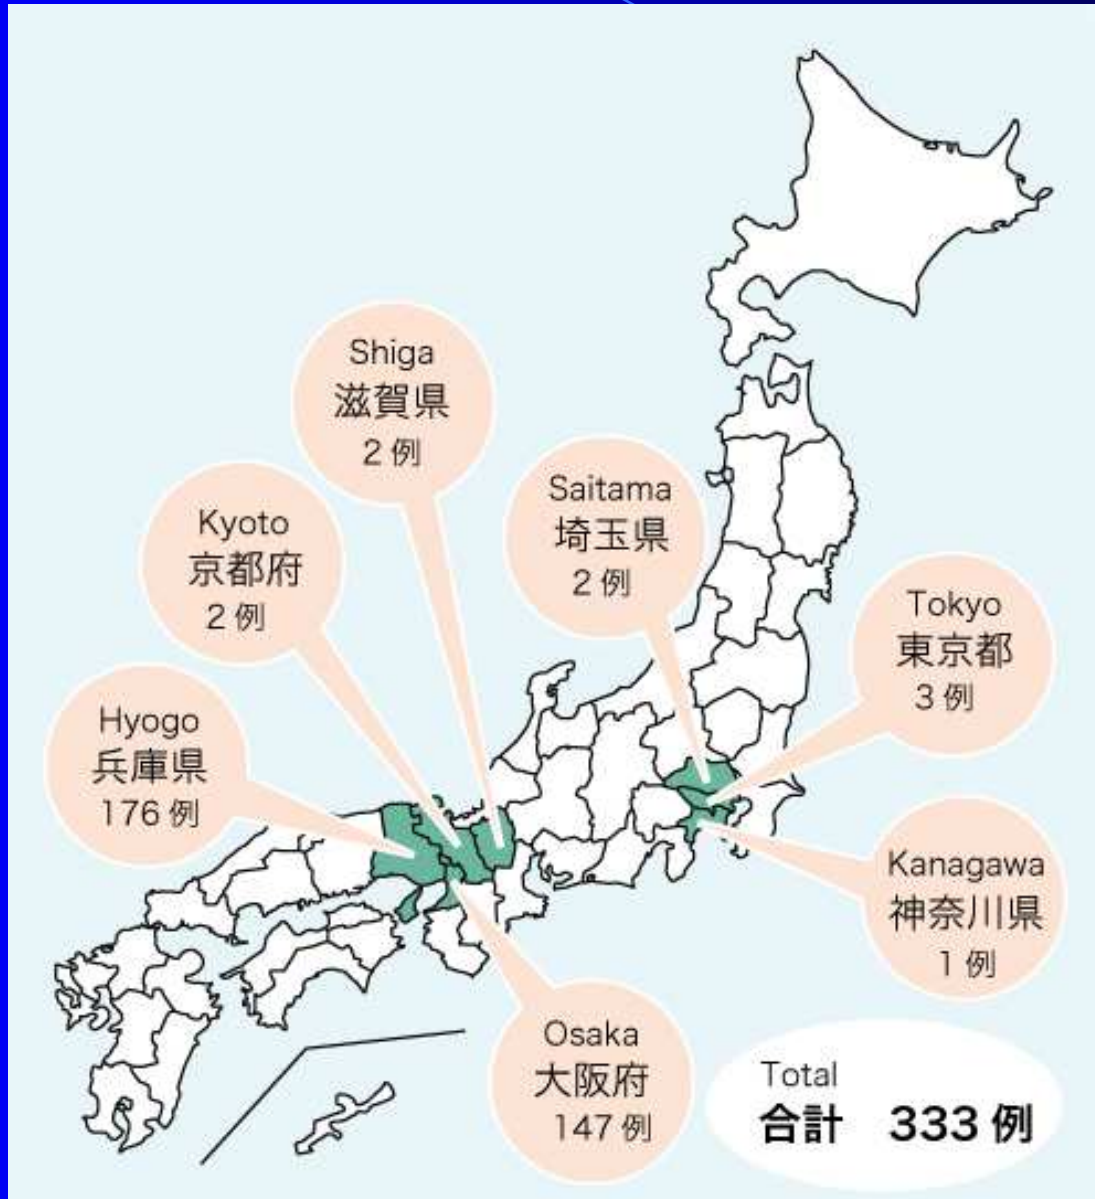 Shiga
滋賀県
2 例
Kyoto
京都府
2 例
Hyogo
兵庫県
176 例
Saitama
埼玉県
2 例
Tokyo
東京都
3 例
Kanagawa
神奈川県
1 例
Osaka
大阪府
147 例
Total
合計 333 例